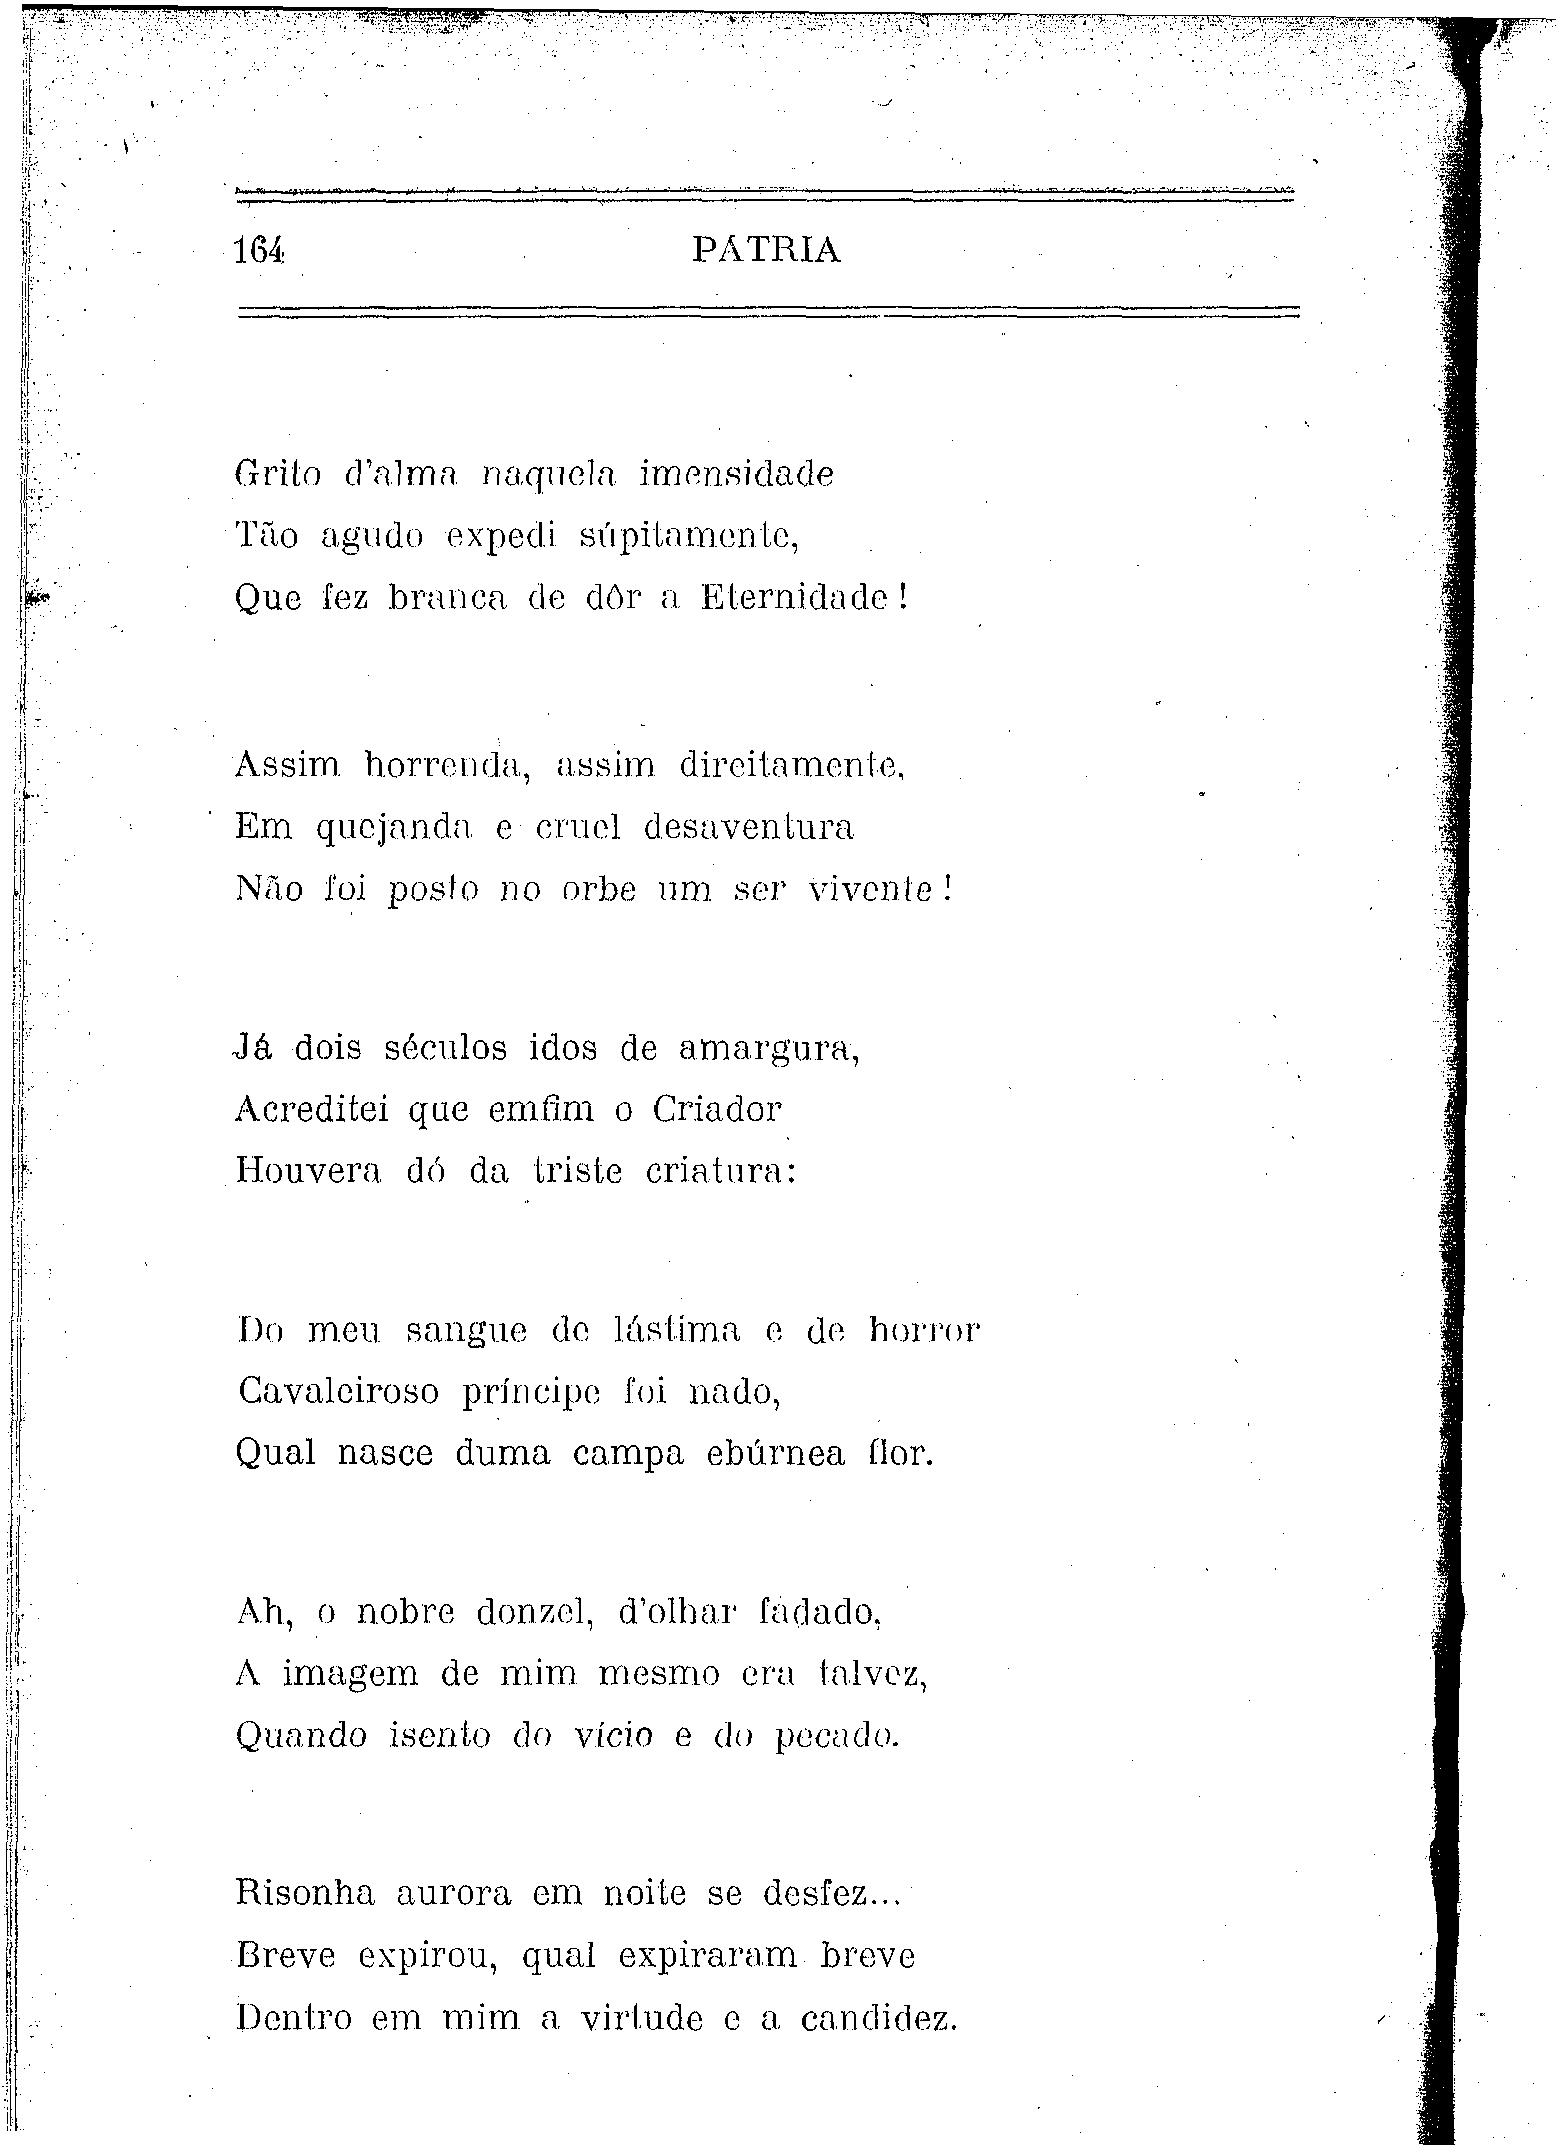 164
PÁTRIA
Grito d'alma naquela imensidade
Tão agudo expedi súpitamente,
Que fez branca de dôr a Eternidade!
Assim horrenda, assim direitamente,
Em quejanda e cruel desaventura
Não foi posto no orbe um ser vivente!
Já dois séculos idos de amargura,
Acreditei que emfim o Criador
Houvera dó da triste criatura:
Do meu sangue de lástima e de horror
Cavaleiroso príncipe foi nado,
Qual nasce duma campa ebúrnea flor.
Ah, o nobre donzel, d'olhar fadado,
A imagem de mim mesmo era talvez,
Quando isento do vício e do pecado.
Risonha aurora em noite se desfez...
Breve expirou, qual expiraram breve
Dentro em mim a virtude e a candidez.